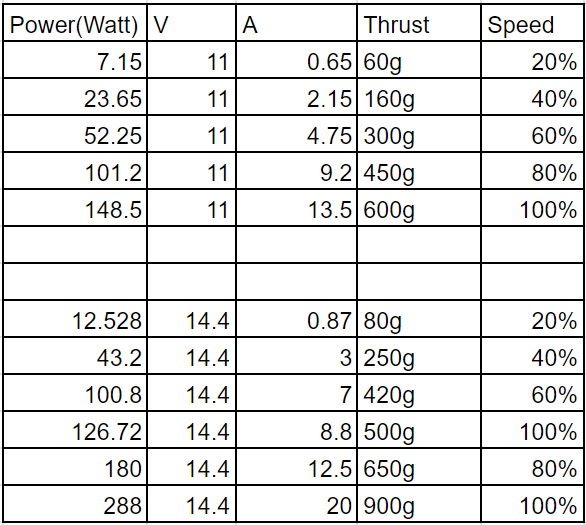 Power(Watt) V A Thrust Speed
7.15 11 0.65 60g 20%
23.65 11 2.15 160g 40%
52.25 11 4.75 300g 60%
101.2 11 9.2 450g 80%
148.5 11 13.5 600g 100%
12.528 14.4 0.87 80g 20%
43.2 14.4 3 250g 40%
100.8 14.4 7 420g 60%
126.72 14.4 8.8 500g 100%
180 14.4 12.5 650g 80%
288 14.4 20 900g 100%